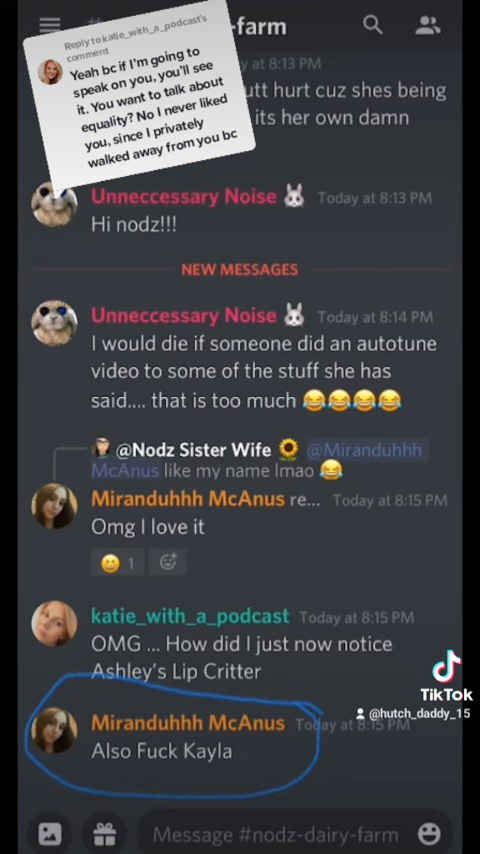 -farm
Reply to katie_with_a_podcast's
comment
Yeah bc if I'm going to
speak on you, you'll see
it. You want to talk about
equality? No I never liked
you, since I privately
walked away from you bc
at 8:13 PM
utt hurt cuz shes being
its her own damn
Unneccessary Noise 🐰 Today at 8:13 PM
Hi nodz!!!
NEW MESSAGES
Unneccessary Noise 🐰 Today at 8:14 PM
I would die if someone did an autotune
video to some of the stuff she has
said.... that is too much 😂😂😂😂
@Nodz Sister Wife 🌻 @Miranduhhh
McAnus like my name lmao 😂
Miranduhhh McAnus re... Today at 8:15 PM
Omg I love it
😆 1
katie_with_a_podcast Today at 8:15 PM
OMG ... How did I just now notice
Ashley's Lip Critter
Miranduhhh McAnus Today at 8:15 PM
Also Fuck Kayla
TikTok
@hutch_daddy_15
Message #nodz-dairy-farm